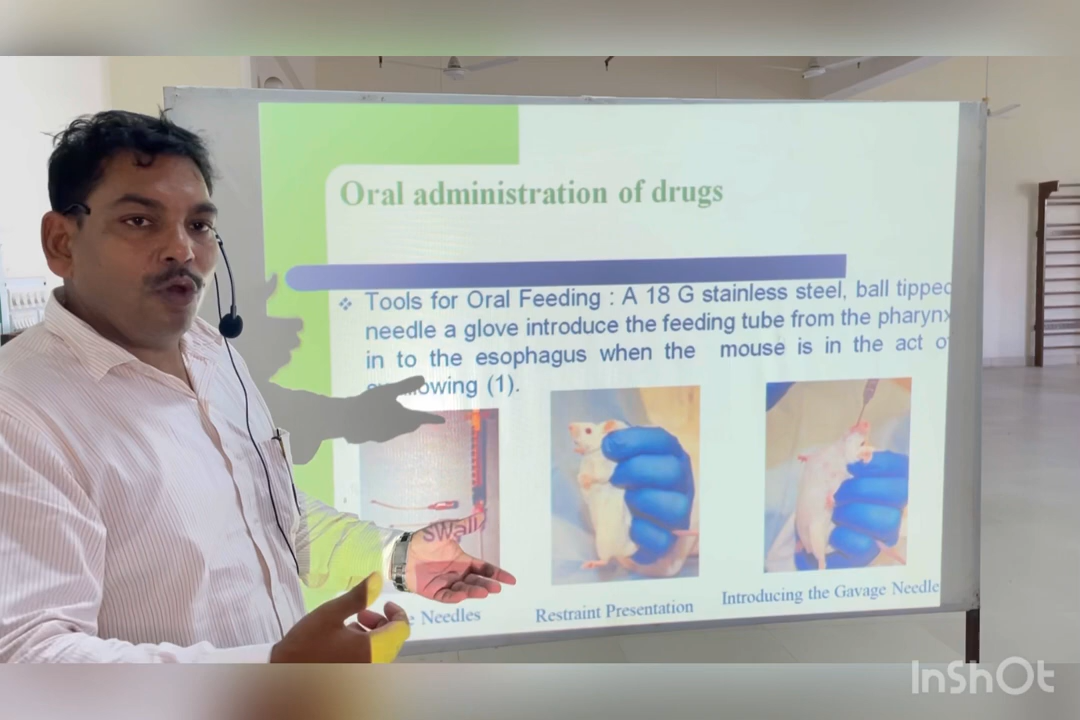 Oral administration of drugs
❖ Tools for Oral Feeding : A 18 G stainless steel, ball tipped
needle a glove introduce the feeding tube from the pharynx
in to the esophagus when the mouse is in the act
owing (1).
swall
Needles
Restraint Presentation
Introducing the Gavage Needle
InShOt